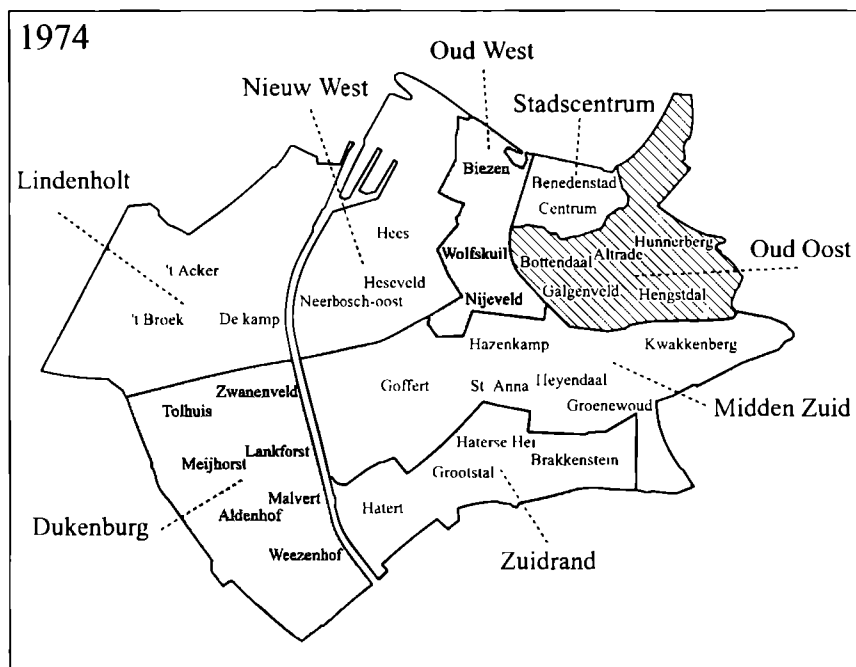 1974
Oud West
Nieuw West
Stadscentrum
Lindenholt
Biezen
Benedenstad
Centrum
Hees
Hunnerberg
Wolfskuil
Altrade
Oud Oost
Bottendaal
't Acker
Heseveld
Galgenveld
Hengstdal
Neerbosch-oost
Nijeveld
't Broek
De kamp
Hazenkamp
Kwakkenberg
Zwanenveld
Goffert
St Anna
Heyendaal
Tolhuis
Groenewoud
Midden Zuid
Haterse Hei
Lankforst
Brakkenstein
Meijhorst
Grootstal
Malvert
Hatert
Aldenhof
Dukenburg
Weezenhof
Zuidrand